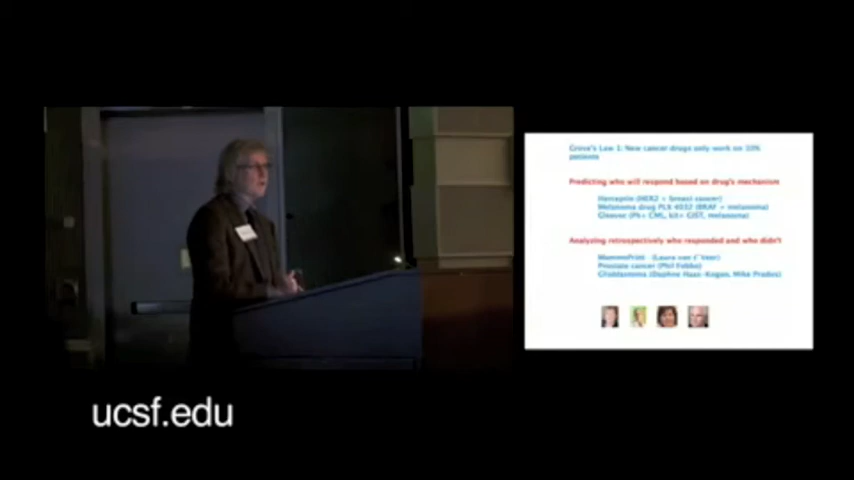 Grove's Law 1: New cancer drugs only work on 10%
patients
Predicting who will respond based on drug's mechanism
Herceptin (HER2 + breast cancer)
Melanoma drug PLX 4032 (BRAF + melanoma)
Gleevec (Ph+ CML, kit+ GIST, melanoma)
Analyzing retrospectively who responded and who didn't
MammaPrint (Laura van t'Veer)
Prostate cancer (Phil Febbo)
Glioblastoma (Daphne Haas-Kogan, Mike Prados)
ucsf.edu